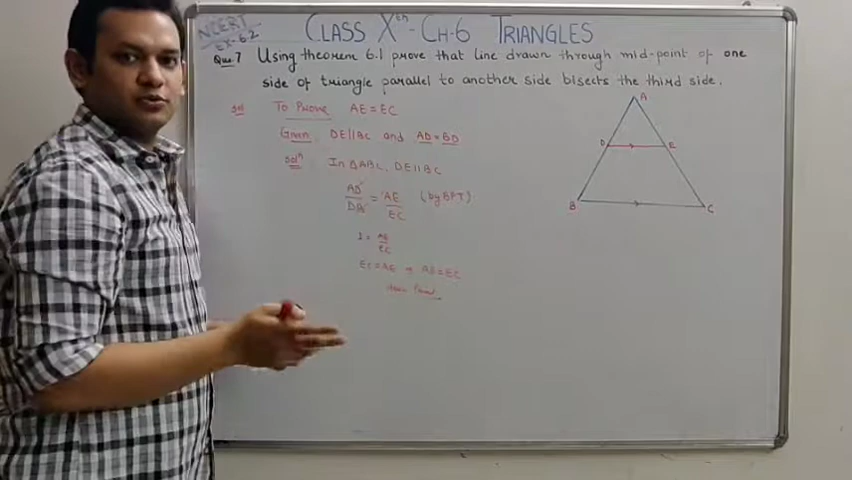 NCERT
EX-6.2
CLASS Xth - CH-6 TRIANGLES
Que.7 Using theorem 6.1 prove that line drawn through mid-point of one
side of triangle parallel to another side bisects the third side.
Sol To Prove AE = EC
Given DE||BC and AD = BD
Solⁿ In △ABC, DE||BC
AD/DB = AE/EC (by BPT)
1 = AE/EC
EC = AE ⇒ AE = EC
Hence Proved
A
D E
B C